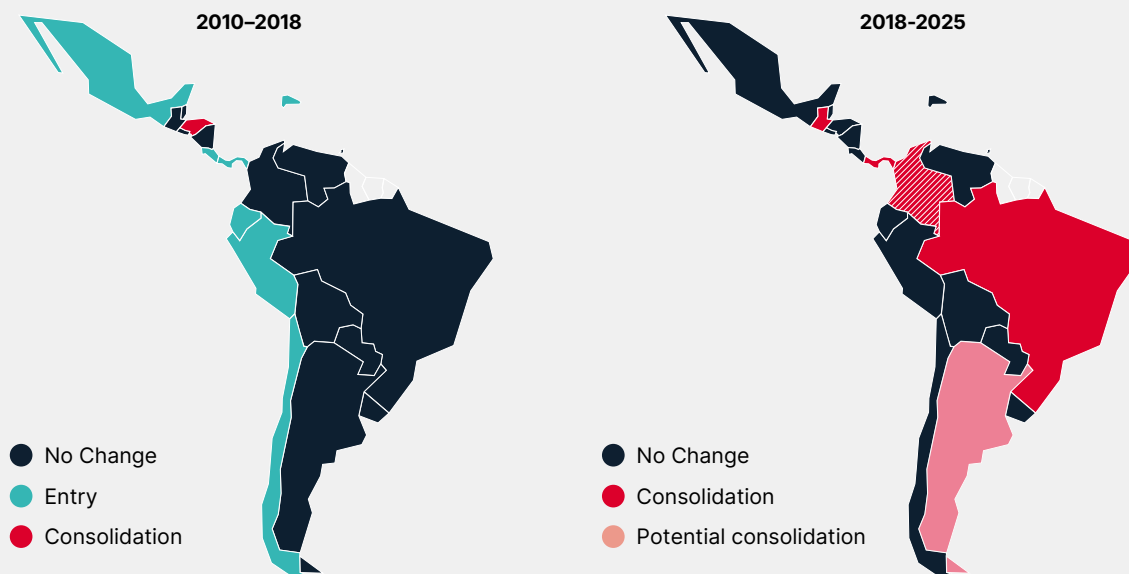 2010–2018
No Change
Entry
Consolidation
2018-2025
No Change
Consolidation
Potential consolidation